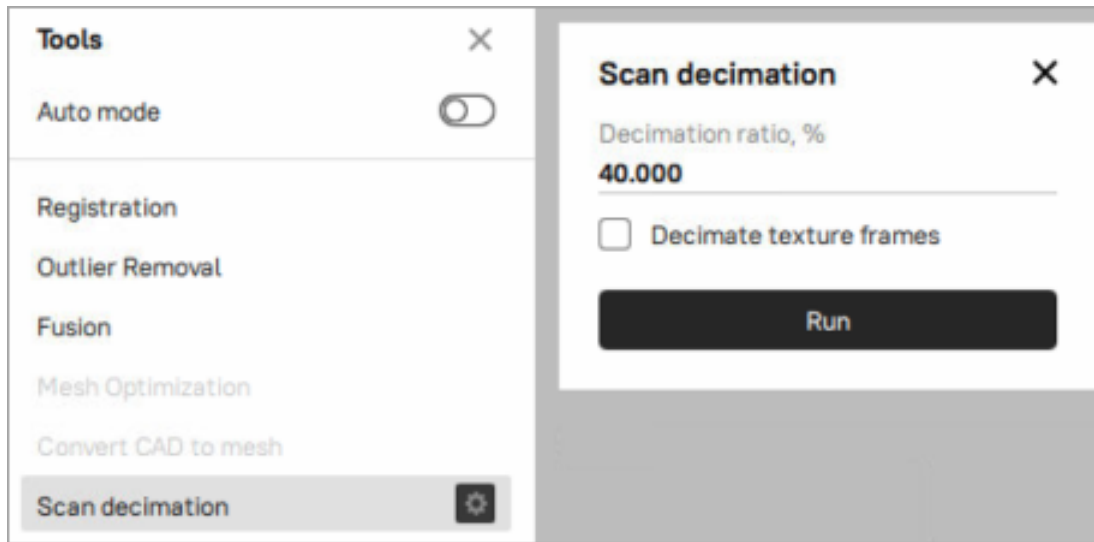 Tools
Auto mode
Registration
Outlier Removal
Fusion
Mesh Optimization
Convert CAD to mesh
Scan decimation
Scan decimation
Decimation ratio, %
40.000
Decimate texture frames
Run